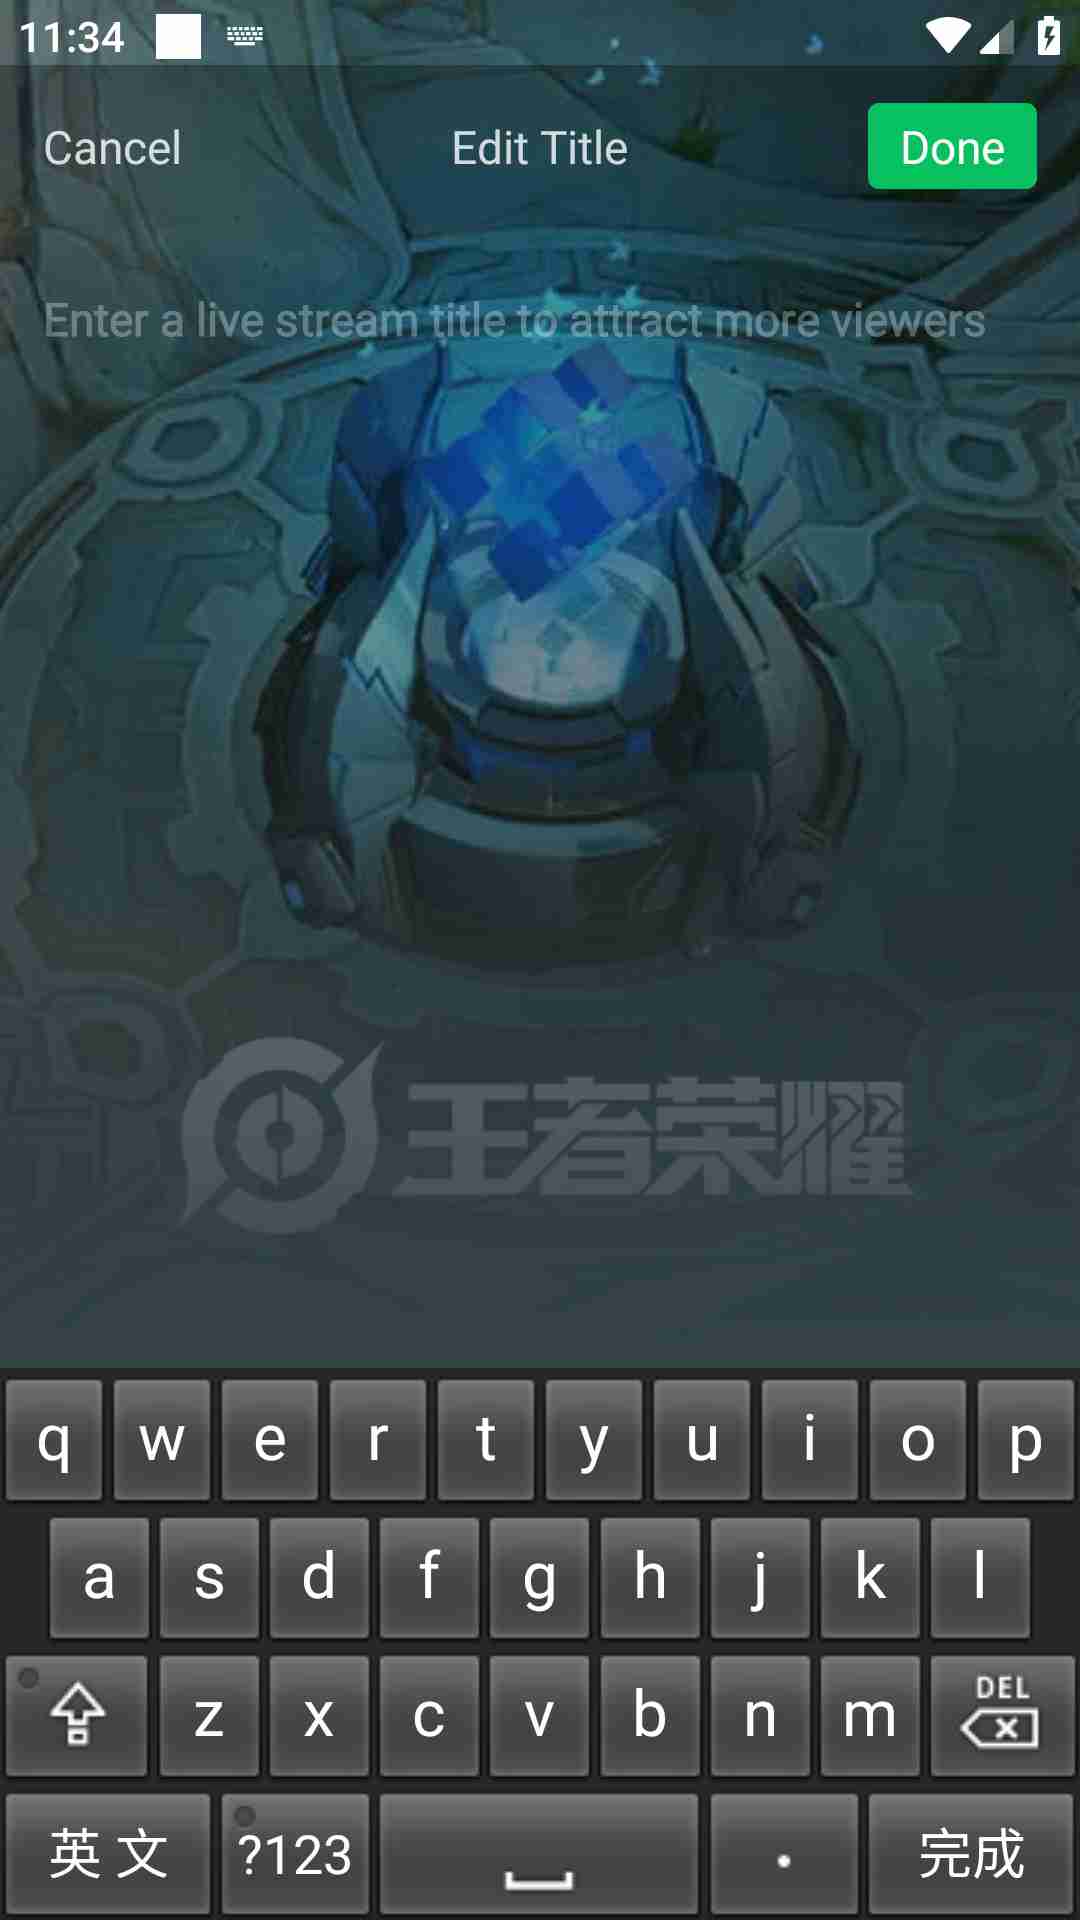 11:34
Cancel
Edit Title
Done
Enter a live stream title to attract more viewers
王者荣耀
q w e r t y u i o p
a s d f g h j k l
z x c v b n m DEL
英文 ?123 . 完成